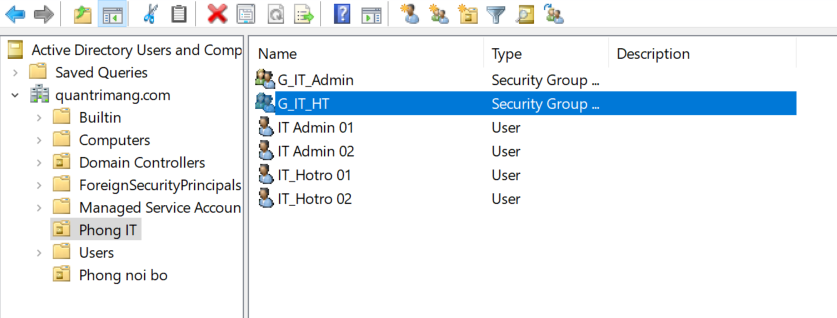 Active Directory Users and Comp
Saved Queries
quantrimang.com
Builtin
Computers
Domain Controllers
ForeignSecurityPrincipals
Managed Service Accoun
Phong IT
Users
Phong noi bo
Name Type Description
G_IT_Admin Security Group ...
G_IT_HT Security Group ...
IT Admin 01 User
IT Admin 02 User
IT_Hotro 01 User
IT_Hotro 02 User